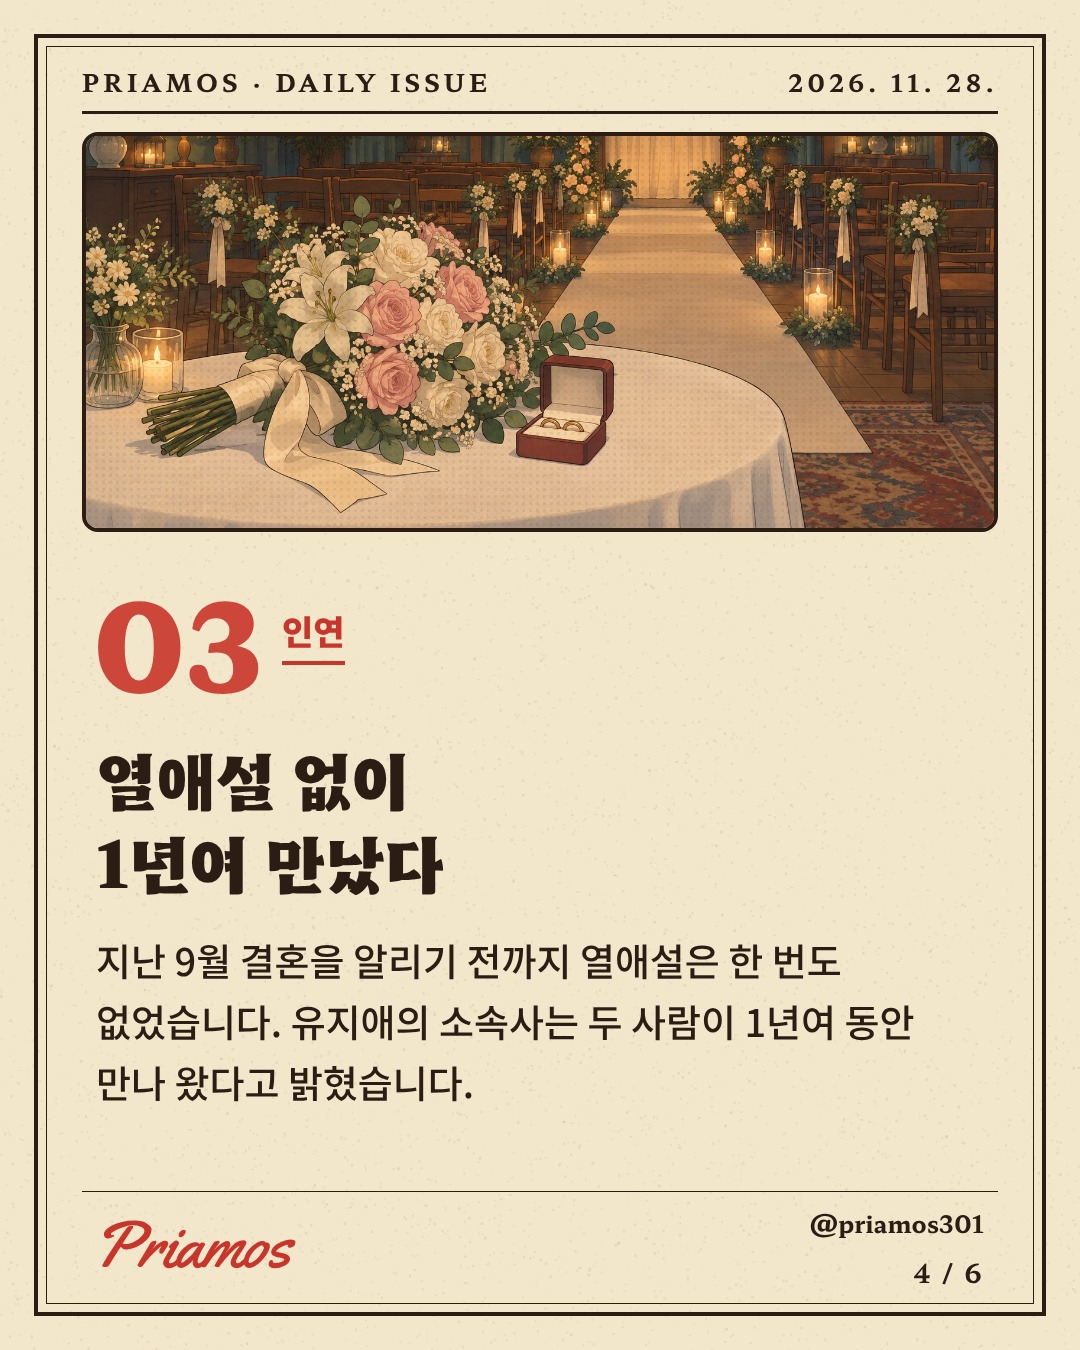 PRIAMOS · DAILY ISSUE
2026. 11. 28.
03
인연
열애설 없이
1년여 만났다
지난 9월 결혼을 알리기 전까지 열애설은 한 번도
없었습니다. 유지애의 소속사는 두 사람이 1년여 동안
만나 왔다고 밝혔습니다.
Priamos
@priamos301
4 / 6